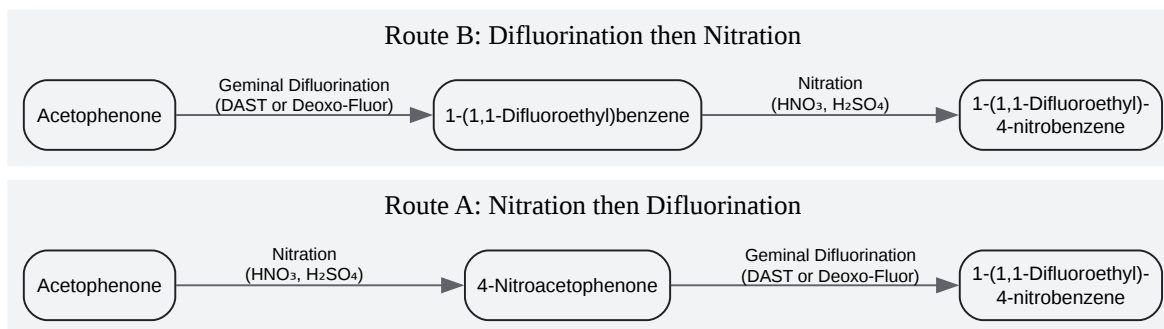 Route B: Difluorination then Nitration
Acetophenone
Geminal Difluorination
(DAST or Deoxo-Fluor)
1-(1,1-Difluoroethyl)benzene
Nitration
(HNO₃, H₂SO₄)
1-(1,1-Difluoroethyl)-
4-nitrobenzene
Route A: Nitration then Difluorination
Acetophenone
Nitration
(HNO₃, H₂SO₄)
4-Nitroacetophenone
Geminal Difluorination
(DAST or Deoxo-Fluor)
1-(1,1-Difluoroethyl)-
4-nitrobenzene